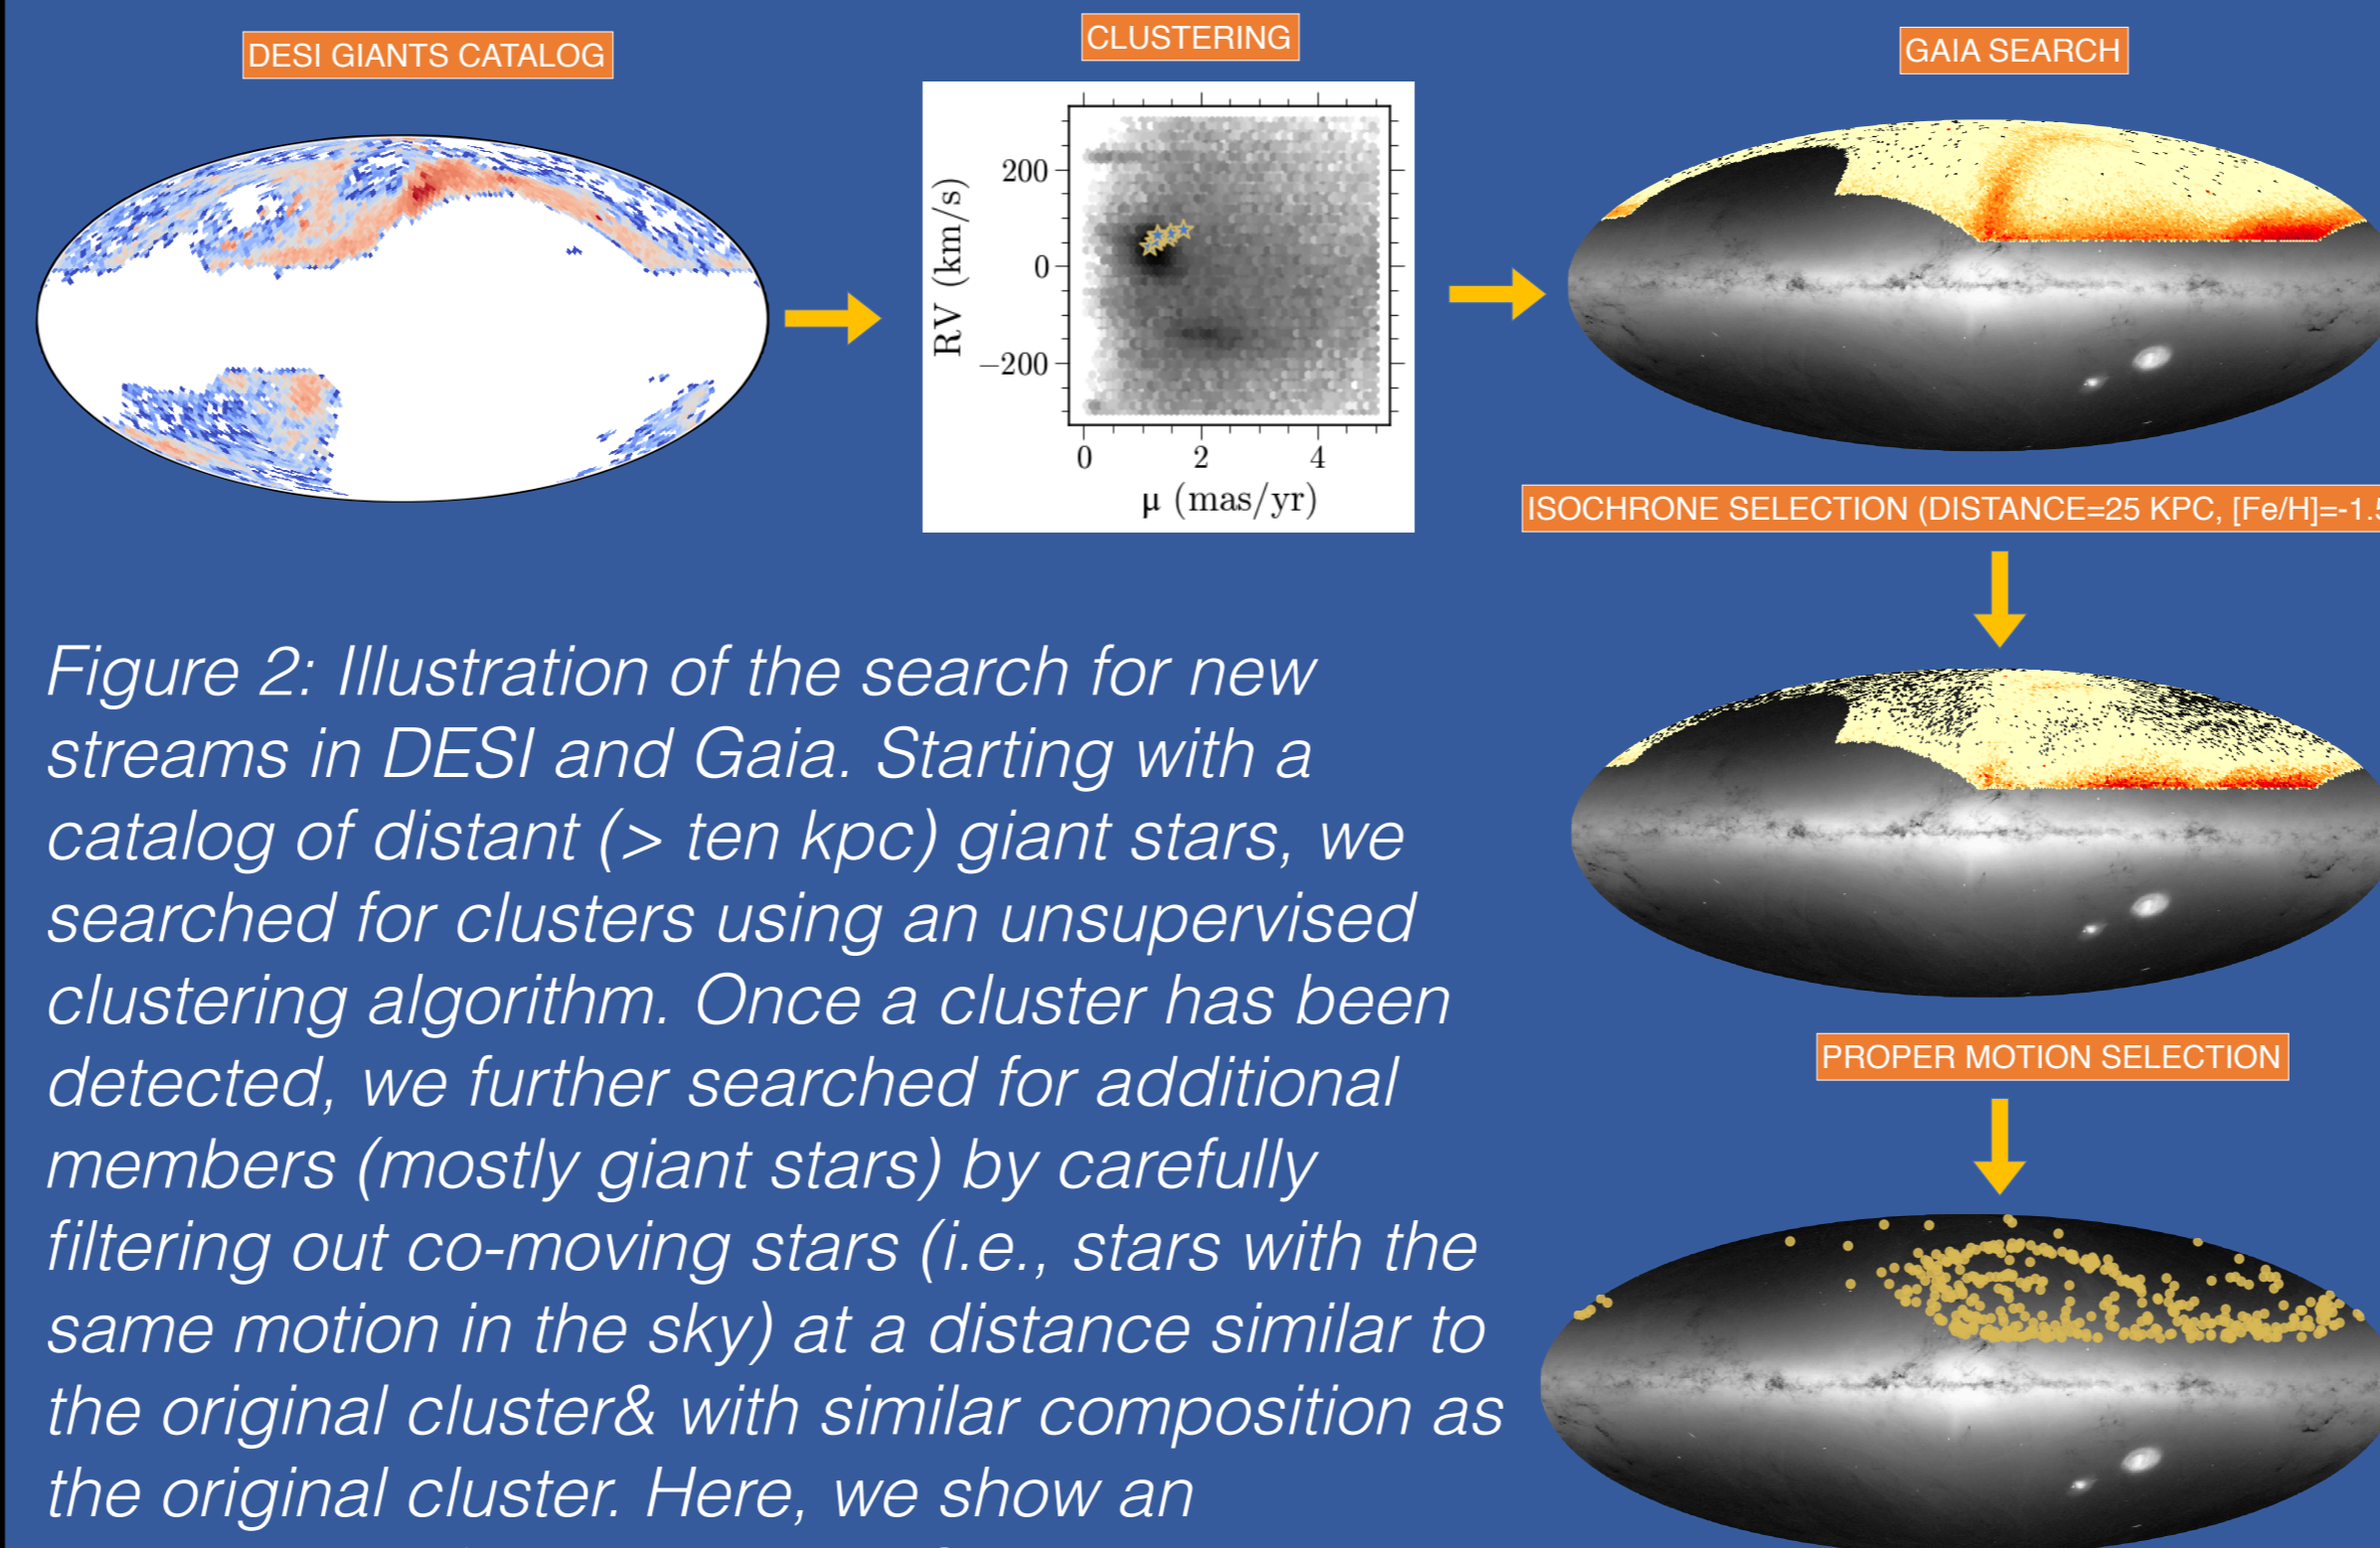 DESI GIANTS CATALOG
CLUSTERING
GAIA SEARCH
RV (km/s)
200
0
−200
0 2 4
μ (mas/yr)
ISOCHRONE SELECTION (DISTANCE=25 KPC, [Fe/H]=-1.5
PROPER MOTION SELECTION
Figure 2: Illustration of the search for new
streams in DESI and Gaia. Starting with a
catalog of distant (> ten kpc) giant stars, we
searched for clusters using an unsupervised
clustering algorithm. Once a cluster has been
detected, we further searched for additional
members (mostly giant stars) by carefully
filtering out co-moving stars (i.e., stars with the
same motion in the sky) at a distance similar to
the original cluster& with similar composition as
the original cluster. Here, we show an